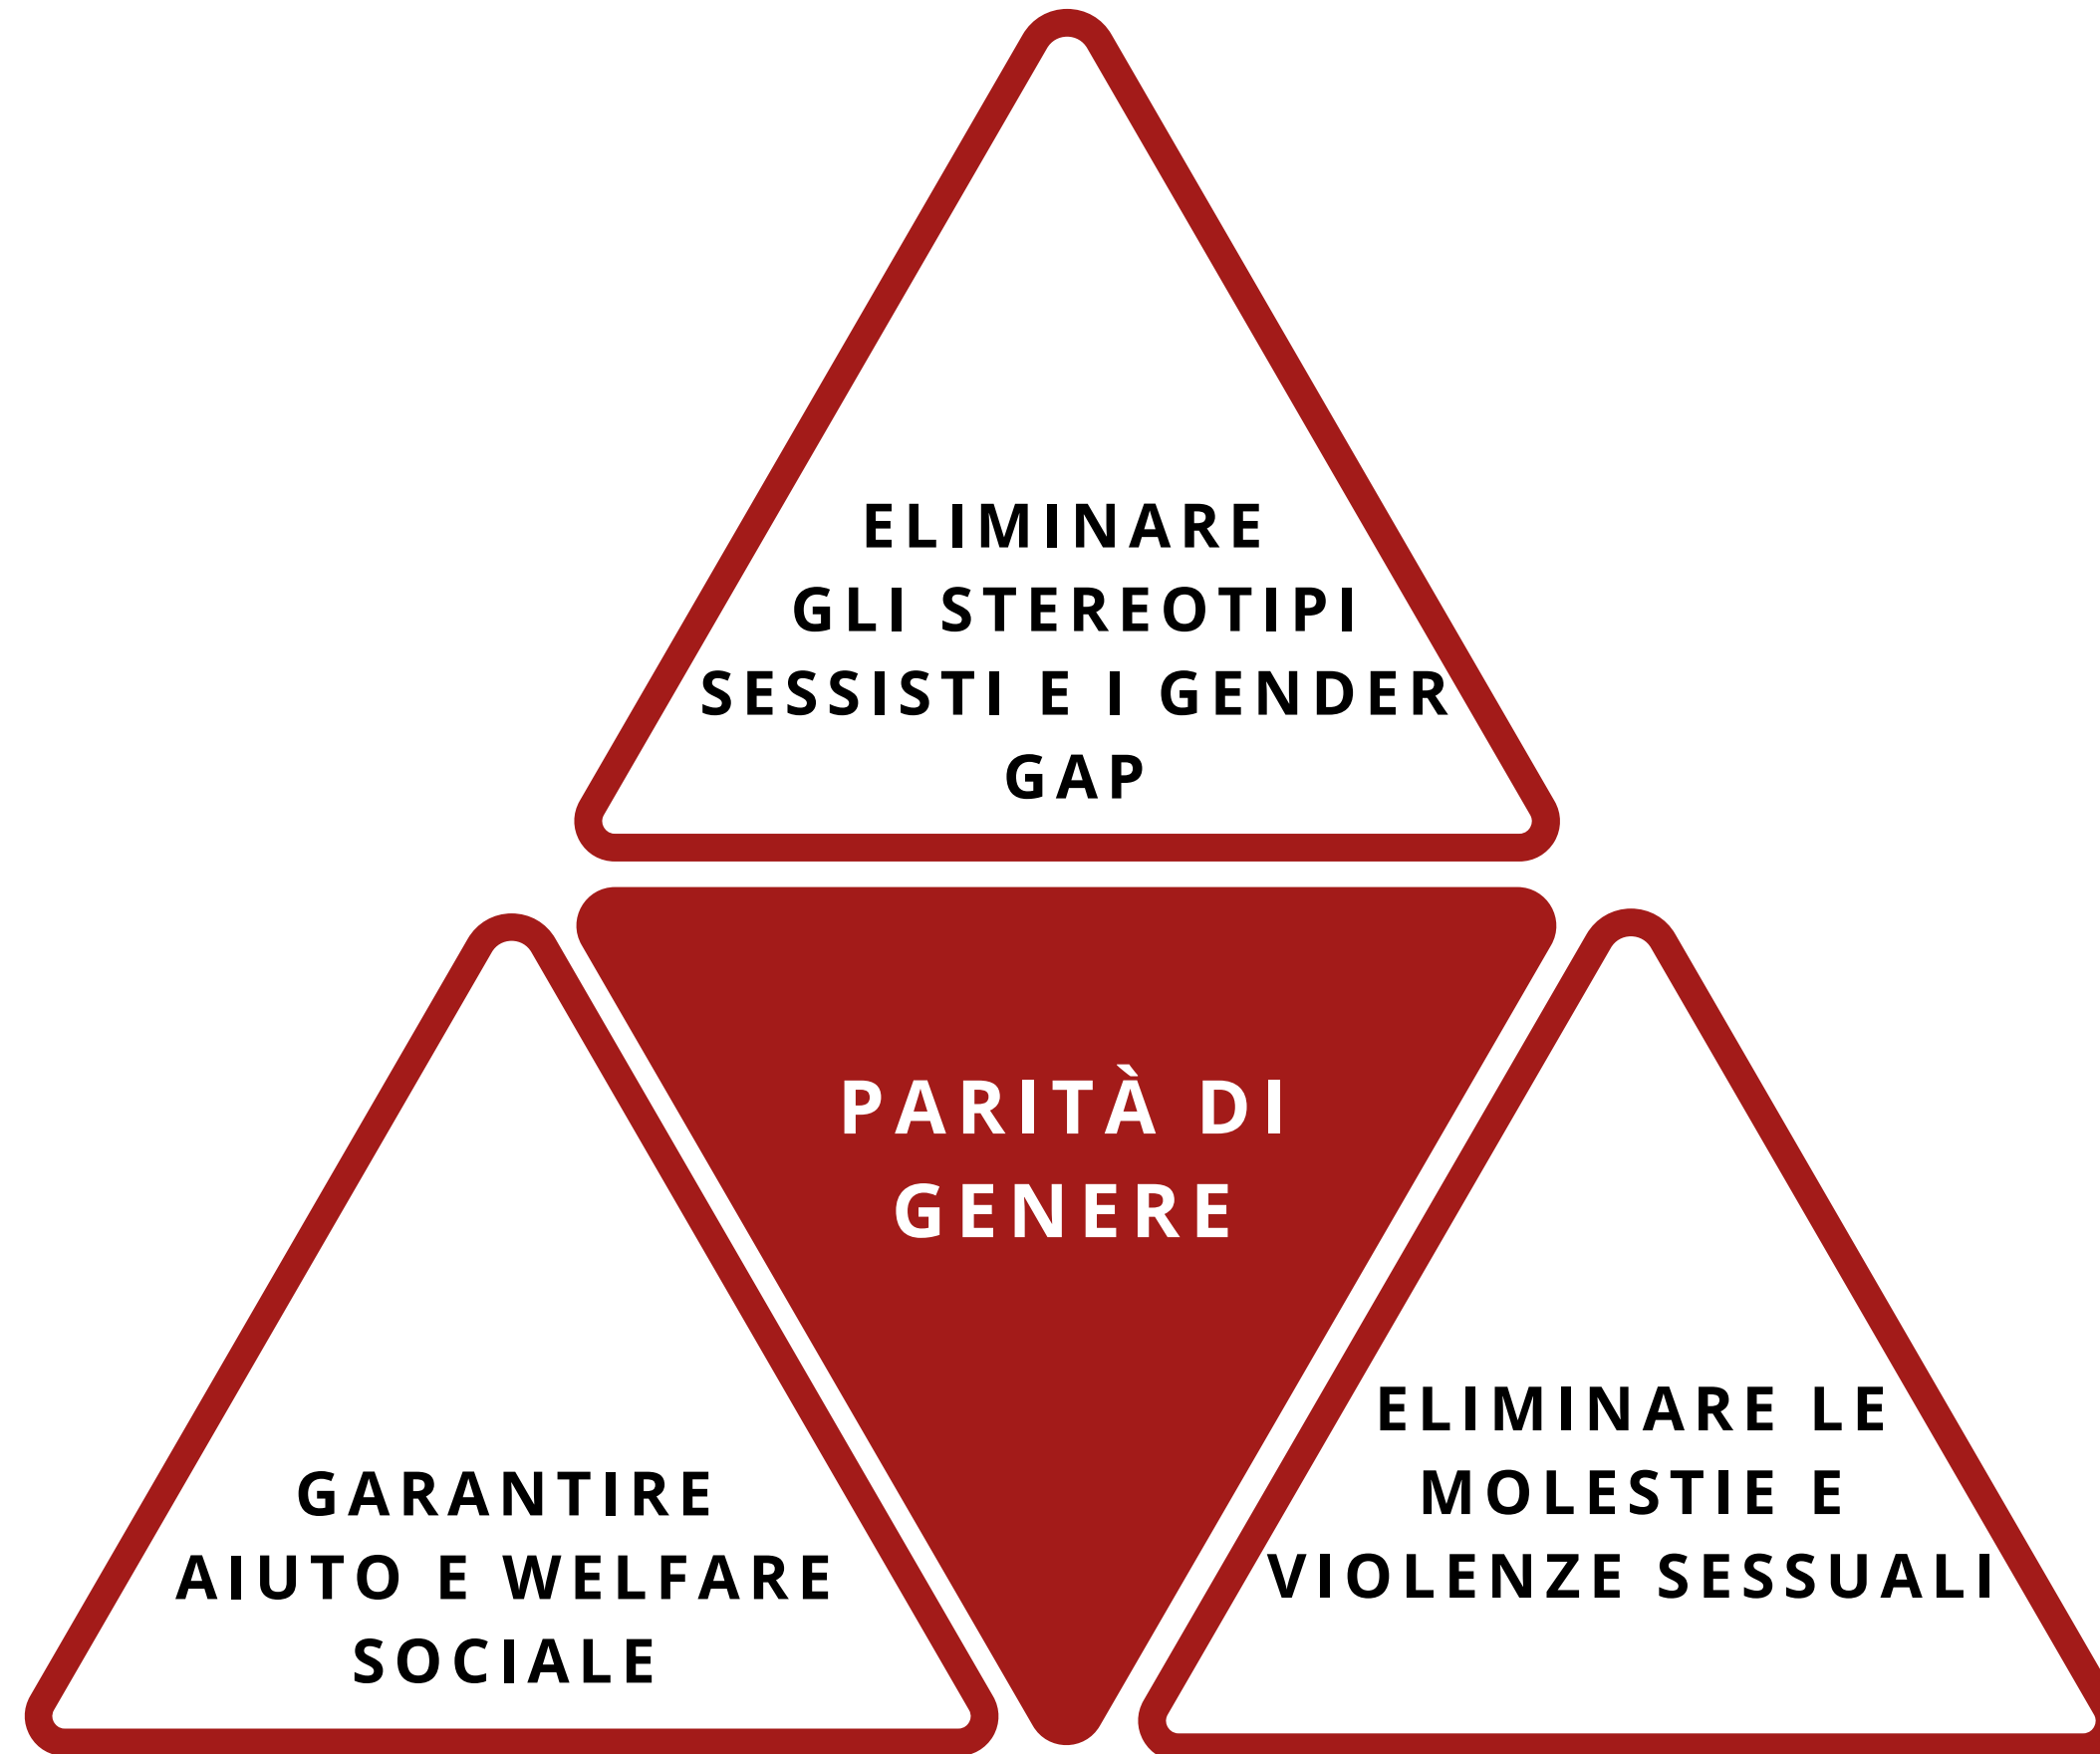 ELIMINARE
GLI STEREOTIPI
SESSISTI E I GENDER
GAP
PARITÀ DI
GENERE
GARANTIRE
AIUTO E WELFARE
SOCIALE
ELIMINARE LE
MOLESTIE E
VIOLENZE SESSUALI